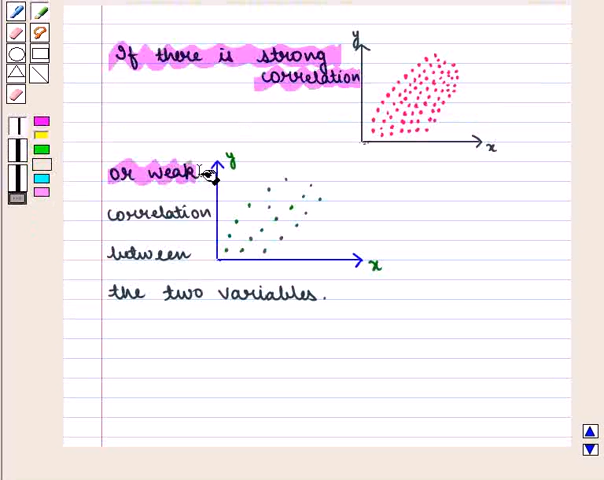 If there is strong
correlation
y
x
or weak
y
correlation
between
x
the two variables.